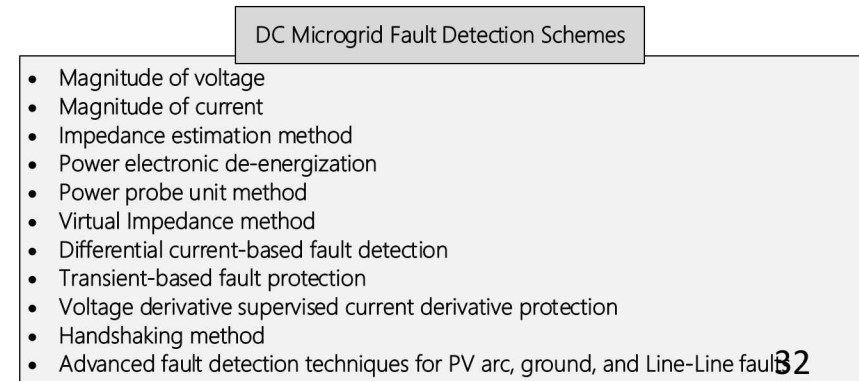 DC Microgrid Fault Detection Schemes
• Magnitude of voltage
• Magnitude of current
• Impedance estimation method
• Power electronic de-energization
• Power probe unit method
• Virtual Impedance method
• Differential current-based fault detection
• Transient-based fault protection
• Voltage derivative supervised current derivative protection
• Handshaking method
• Advanced fault detection techniques for PV arc, ground, and Line-Line faults
32